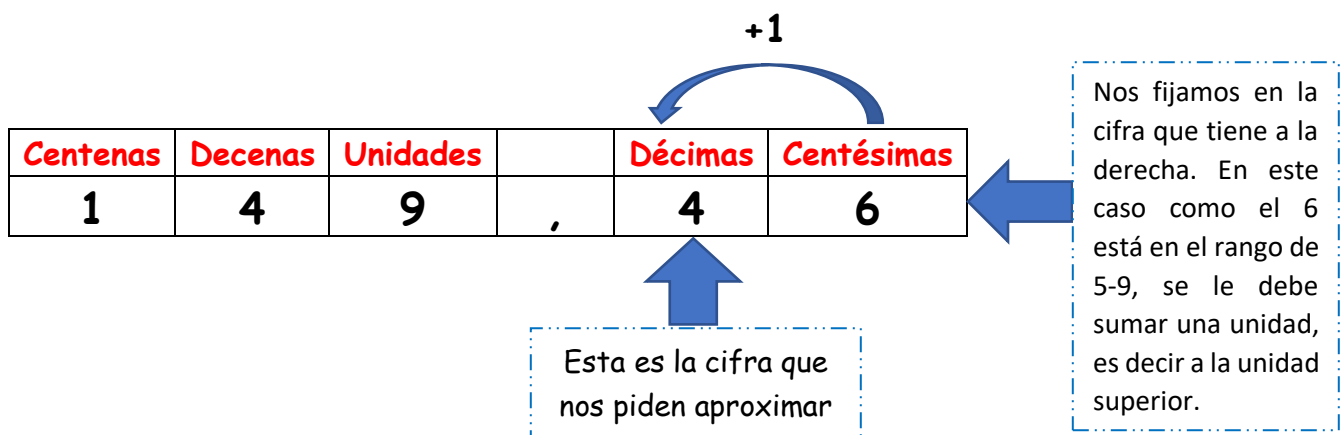 +1
Centenas Decenas Unidades Décimas Centésimas
1 4 9 , 4 6
Nos fijamos en la
cifra que tiene a la
derecha. En este
caso como el 6
está en el rango de
5-9, se le debe
sumar una unidad,
es decir a la unidad
superior.
Esta es la cifra que
nos piden aproximar